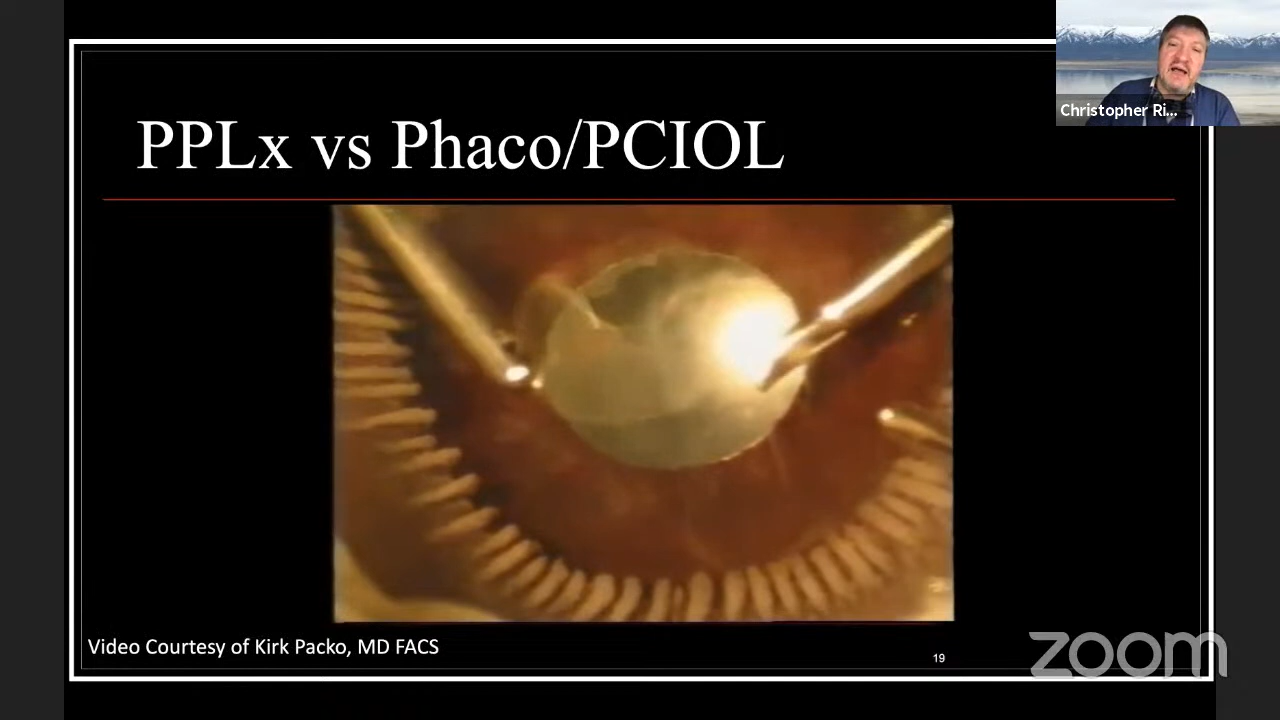 PPLx vs Phaco/PCIOL
Christopher Ri...
Video Courtesy of Kirk Packo, MD FACS
19
zoom